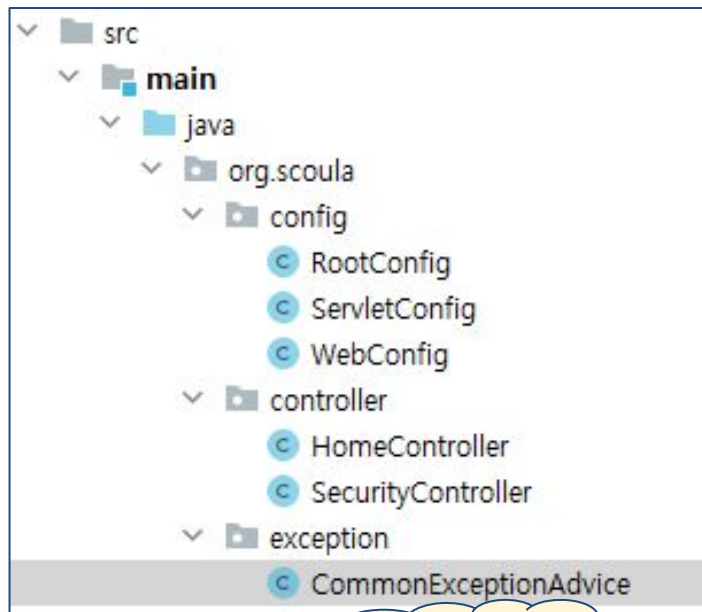 src
main
java
org.scoula
config
C RootConfig
C ServletConfig
C WebConfig
controller
C HomeController
C SecurityController
exception
C CommonExceptionAdvice